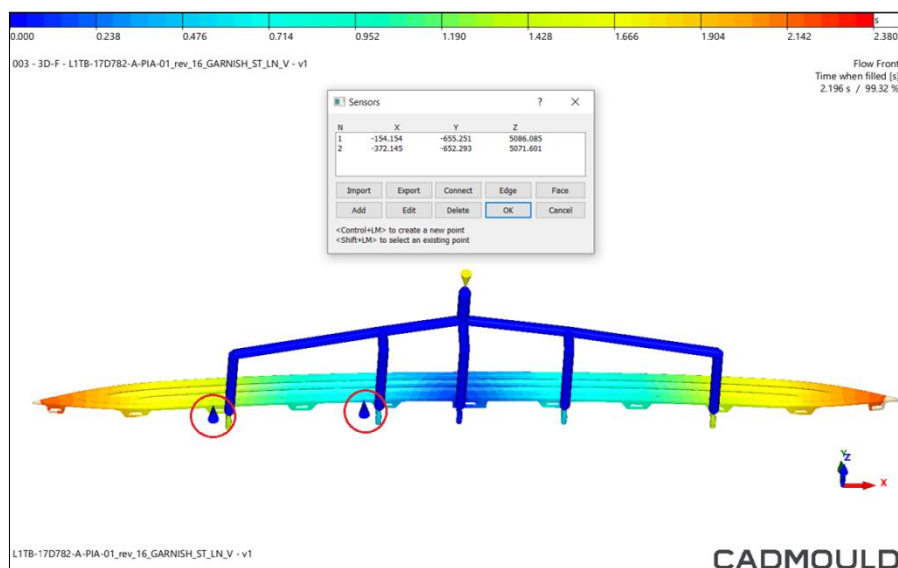 s
0.000 0.238 0.476 0.714 0.952 1.190 1.428 1.666 1.904 2.142 2.380
003 - 3D-F - L1TB-17D782-A-PIA-01_rev_16_GARNISH_ST_LN_V - v1
Flow Front
Time when filled [s]
2.196 s / 99.32 %
Sensors ? ×
N X Y Z
1 -154.154 -655.251 5086.085
2 -372.145 -652.293 5071.601
Import Export Connect Edge Face
Add Edit Delete OK Cancel
<Control+LM> to create a new point
<Shift+LM> to select an existing point
Y Z X
L1TB-17D782-A-PIA-01_rev_16_GARNISH_ST_LN_V - v1
CADMOULD